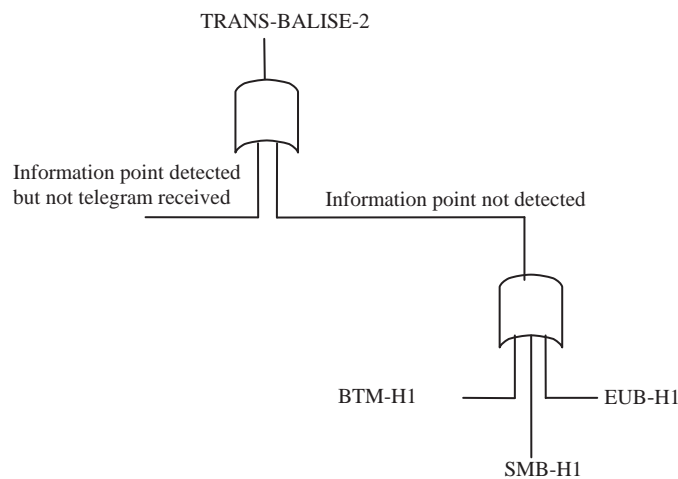 TRANS-BALISE-2
Information point detected
but not telegram received
Information point not detected
BTM-H1
EUB-H1
SMB-H1